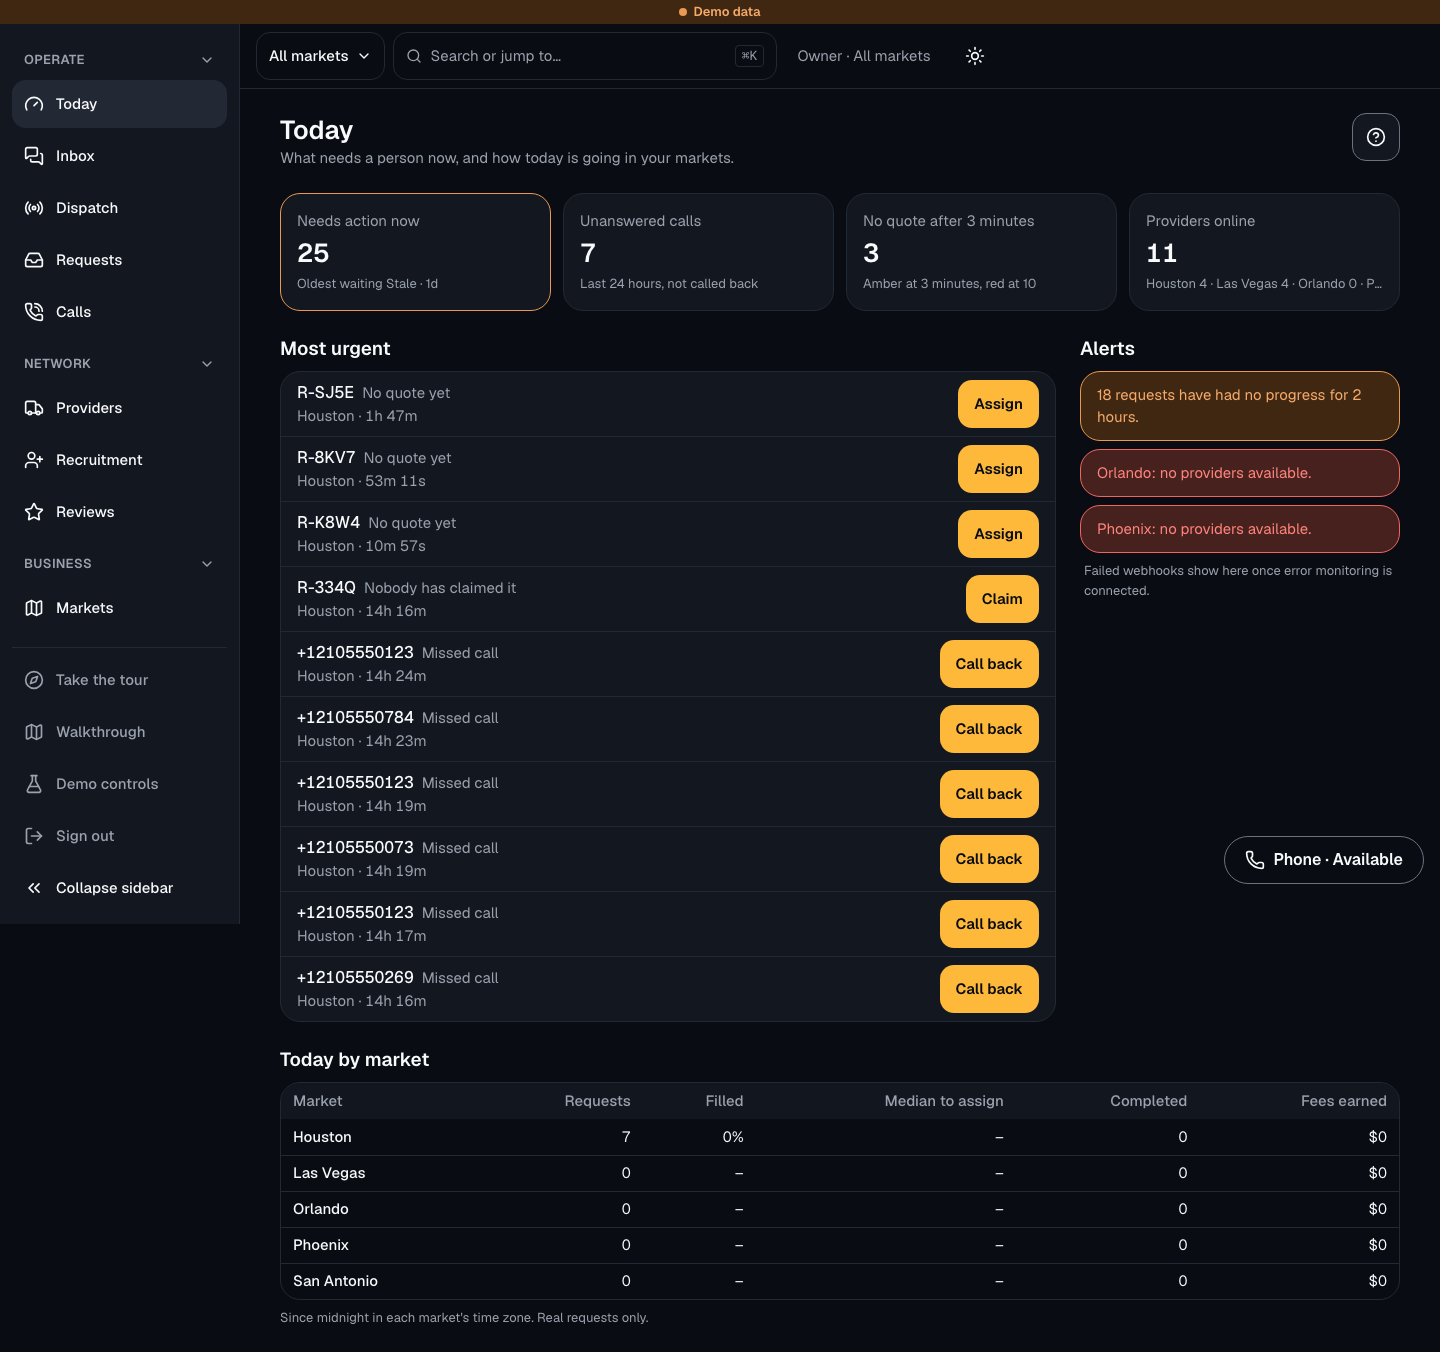 Demo data
OPERATE
Today
Inbox
Dispatch
Requests
Calls
NETWORK
Providers
Recruitment
Reviews
BUSINESS
Markets
Take the tour
Walkthrough
Demo controls
Sign out
Collapse sidebar
All markets
Search or jump to...
⌘K
Owner · All markets
Today
What needs a person now, and how today is going in your markets.
Needs action now
25
Oldest waiting Stale · 1d
Unanswered calls
7
Last 24 hours, not called back
No quote after 3 minutes
3
Amber at 3 minutes, red at 10
Providers online
11
Houston 4 · Las Vegas 4 · Orlando 0 · P...
Most urgent
R-SJ5E No quote yet
Houston · 1h 47m
Assign
R-8KV7 No quote yet
Houston · 53m 11s
Assign
R-K8W4 No quote yet
Houston · 10m 57s
Assign
R-334Q Nobody has claimed it
Houston · 14h 16m
Claim
+12105550123 Missed call
Houston · 14h 24m
Call back
+12105550784 Missed call
Houston · 14h 23m
Call back
+12105550123 Missed call
Houston · 14h 19m
Call back
+12105550073 Missed call
Houston · 14h 19m
Call back
+12105550123 Missed call
Houston · 14h 17m
Call back
+12105550269 Missed call
Houston · 14h 16m
Call back
Alerts
18 requests have had no progress for 2
hours.
Orlando: no providers available.
Phoenix: no providers available.
Failed webhooks show here once error monitoring is
connected.
Phone · Available
Today by market
Market Requests Filled Median to assign Completed Fees earned
Houston 7 0% – 0 $0
Las Vegas 0 – – 0 $0
Orlando 0 – – 0 $0
Phoenix 0 – – 0 $0
San Antonio 0 – – 0 $0
Since midnight in each market's time zone. Real requests only.